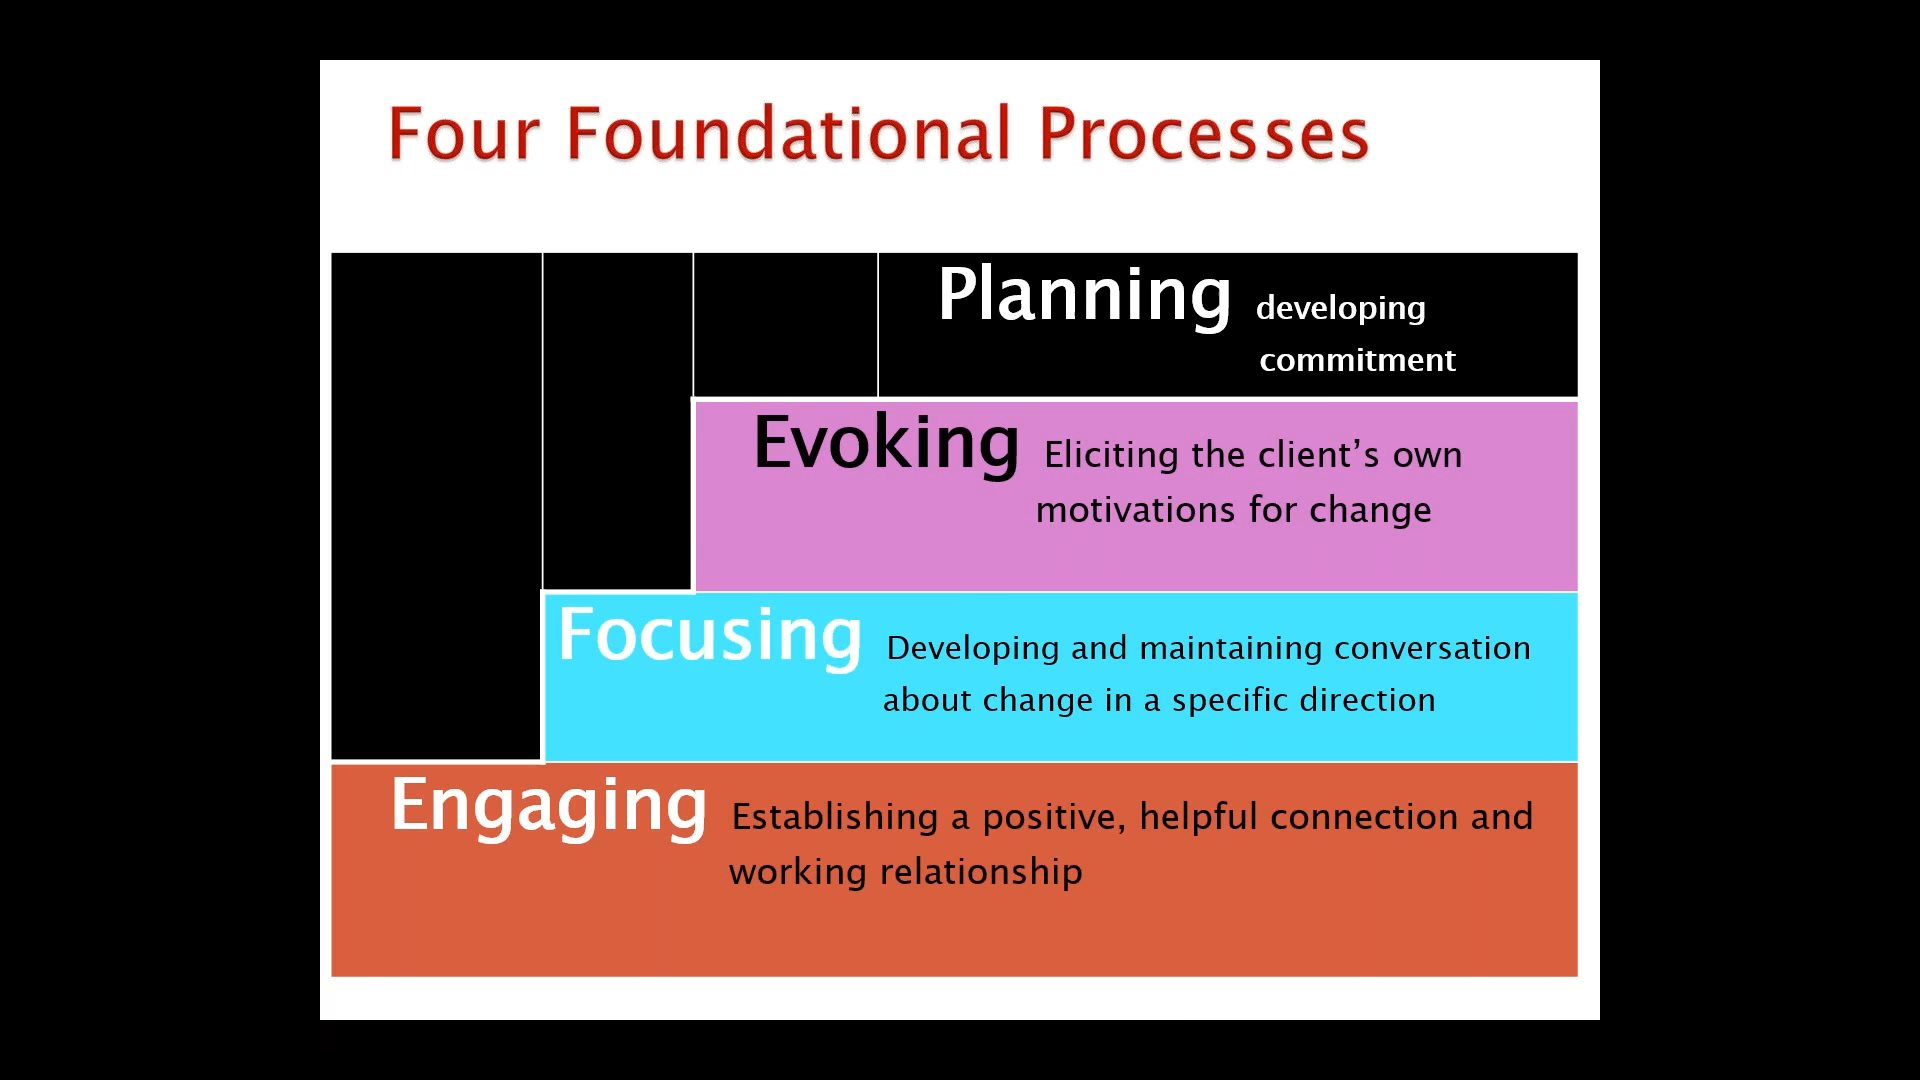 Four Foundational Processes
Planning developing
commitment
Evoking Eliciting the client’s own
motivations for change
Focusing Developing and maintaining conversation
about change in a specific direction
Engaging Establishing a positive, helpful connection and
working relationship